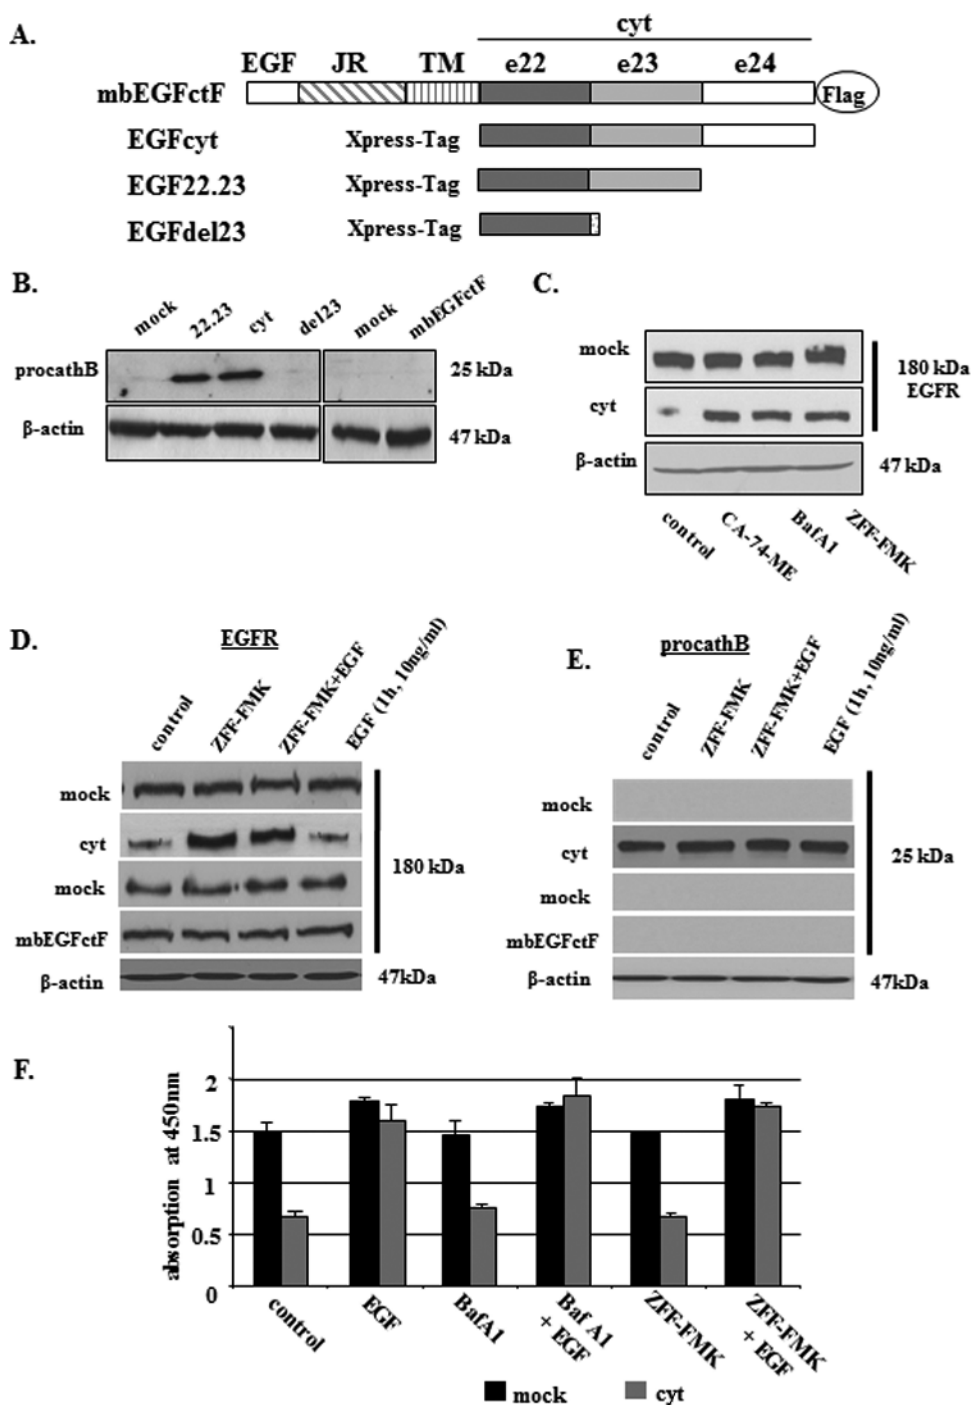 A.
cyt
EGF JR TM e22 e23 e24
mbEGFctF Flag
EGFcyt Xpress-Tag
EGF22.23 Xpress-Tag
EGFdel23 Xpress-Tag
B.
mock 22.23 cyt del23 mock mbEGFctF
procathB 25 kDa
β-actin 47 kDa
C.
mock 180 kDa
EGFR
cyt
β-actin 47 kDa
control CA-74-ME BafA1 ZFF-FMK
D.
EGFR
control ZFF-FMK ZFF-FMK+EGF EGF (1h, 10ng/ml)
mock
cyt
180 kDa
mock
mbEGFctF
β-actin 47kDa
E.
procathB
control ZFF-FMK ZFF-FMK+EGF EGF (1h, 10ng/ml)
mock
cyt 25 kDa
mock
mbEGFctF
β-actin 47kDa
F.
absorption at 450nm
2
1.5
1
0.5
0
control EGF BafA1 Baf A1
+ EGF ZFF-FMK ZFF-FMK
+ EGF
mock cyt